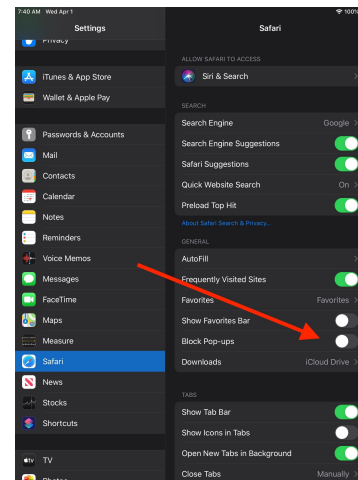 7:40 AM Wed Apr 1
100%
Settings
Privacy
iTunes & App Store
Wallet & Apple Pay
Passwords & Accounts
Mail
Contacts
Calendar
Notes
Reminders
Voice Memos
Messages
FaceTime
Maps
Measure
Safari
News
Stocks
Shortcuts
tv
TV
Photos
Safari
ALLOW SAFARI TO ACCESS
Siri & Search
SEARCH
Search Engine Google
Search Engine Suggestions
Safari Suggestions
Quick Website Search On
Preload Top Hit
About Safari Search & Privacy...
GENERAL
AutoFill
Frequently Visited Sites
Favorites Favorites
Show Favorites Bar
Block Pop-ups
Downloads iCloud Drive
TABS
Show Tab Bar
Show Icons in Tabs
Open New Tabs in Background
Close Tabs Manually